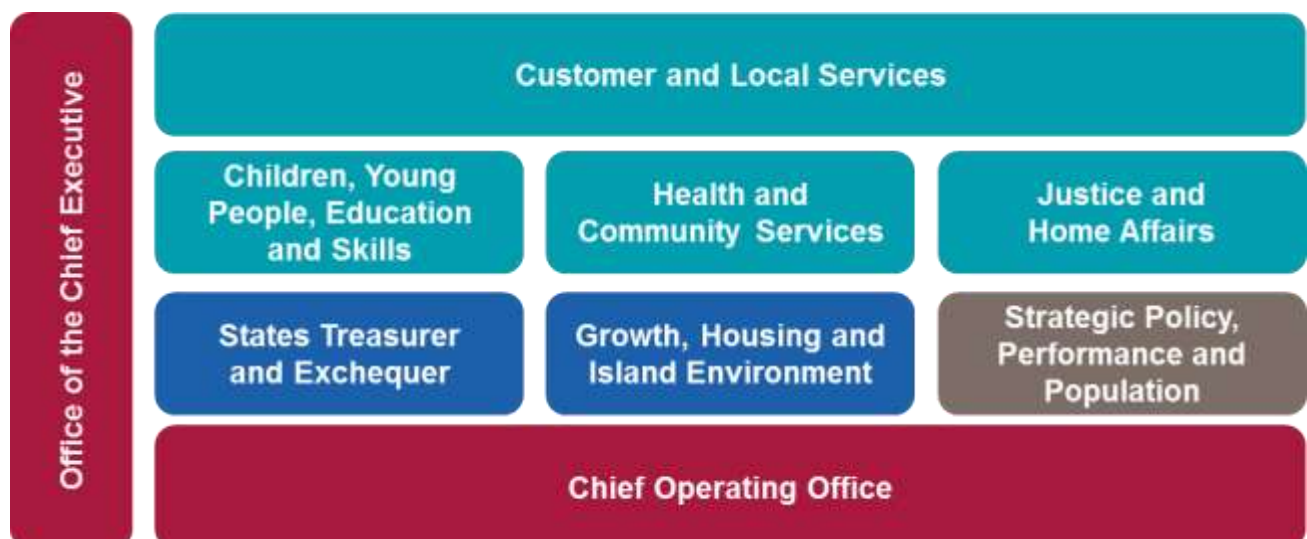 Office of the Chief Executive
Customer and Local Services
Children, Young
People, Education
and Skills
Health and
Community Services
Justice and
Home Affairs
States Treasurer
and Exchequer
Growth, Housing and
Island Environment
Strategic Policy,
Performance and
Population
Chief Operating Office